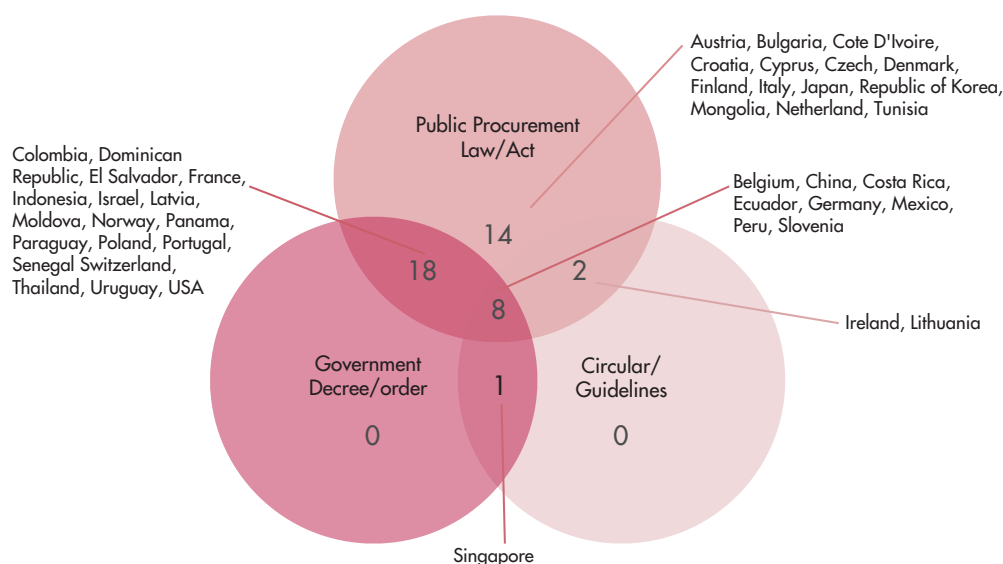 Austria, Bulgaria, Cote D'Ivoire,
Croatia, Cyprus, Czech, Denmark,
Finland, Italy, Japan, Republic of Korea,
Mongolia, Netherland, Tunisia
Public Procurement
Law/Act
Colombia, Dominican
Republic, El Salvador, France,
Indonesia, Israel, Latvia,
Moldova, Norway, Panama,
Paraguay, Poland, Portugal,
Senegal Switzerland,
Thailand, Uruguay, USA
Belgium, China, Costa Rica,
Ecuador, Germany, Mexico,
Peru, Slovenia
14
18
2
8
Ireland, Lithuania
Government
Decree/order
1
Circular/
Guidelines
0
0
Singapore